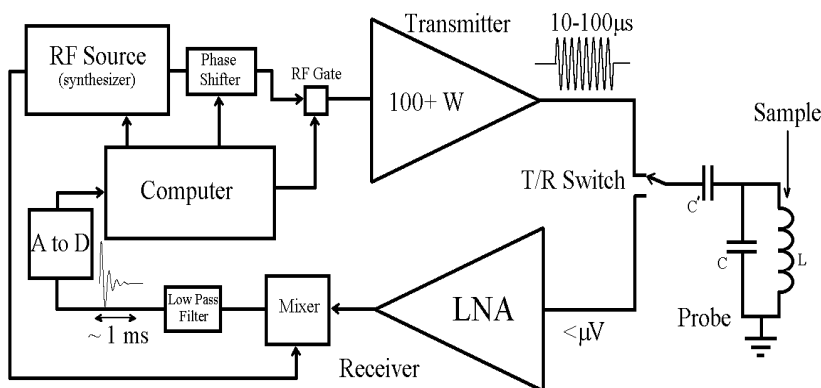 Transmitter
10-100μs
RF Source
(synthesizer)
Phase
Shifter
RF Gate
100+ W
Sample
Computer
T/R Switch
C'
A to D
C
L
Low Pass
Filter
Mixer
LNA
<μV
Probe
~ 1 ms
Receiver